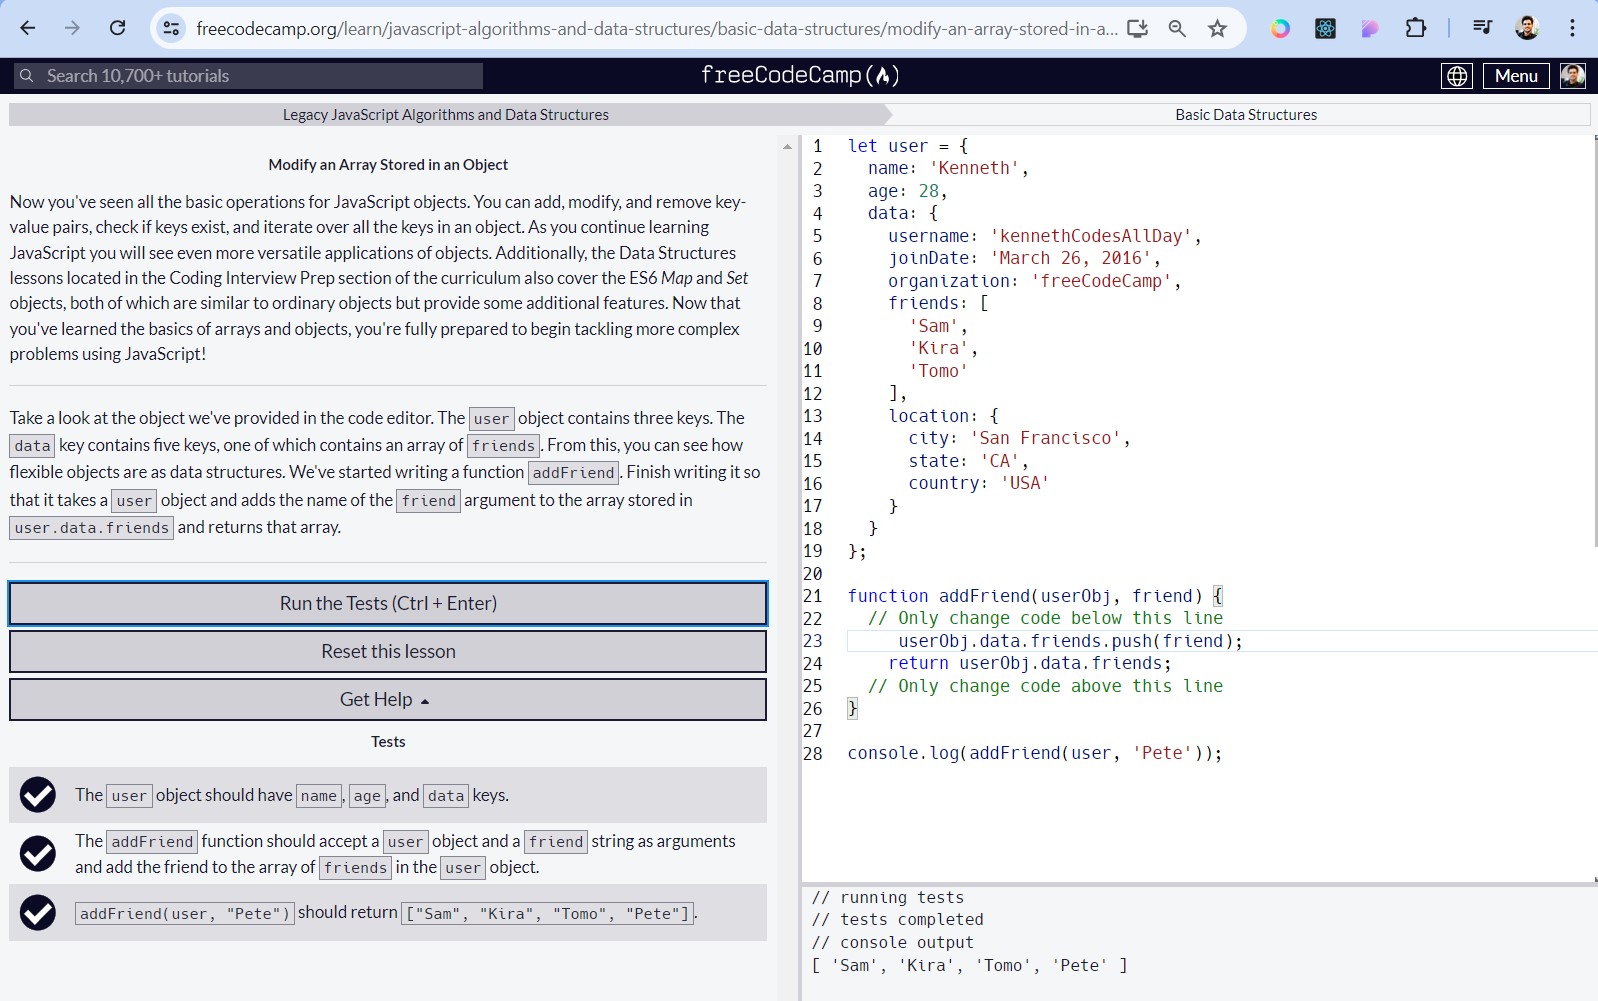 freecodecamp.org/learn/javascript-algorithms-and-data-structures/basic-data-structures/modify-an-array-stored-in-a...
Search 10,700+ tutorials
freeCodeCamp
Menu
Legacy JavaScript Algorithms and Data Structures
Basic Data Structures
Modify an Array Stored in an Object
Now you've seen all the basic operations for JavaScript objects. You can add, modify, and remove key-
value pairs, check if keys exist, and iterate over all the keys in an object. As you continue learning
JavaScript you will see even more versatile applications of objects. Additionally, the Data Structures
lessons located in the Coding Interview Prep section of the curriculum also cover the ES6 Map and Set
objects, both of which are similar to ordinary objects but provide some additional features. Now that
you've learned the basics of arrays and objects, you're fully prepared to begin tackling more complex
problems using JavaScript!
Take a look at the object we've provided in the code editor. The user object contains three keys. The
data key contains five keys, one of which contains an array of friends. From this, you can see how
flexible objects are as data structures. We've started writing a function addFriend. Finish writing it so
that it takes a user object and adds the name of the friend argument to the array stored in
user.data.friends and returns that array.
Run the Tests (Ctrl + Enter)
Reset this lesson
Get Help
Tests
The user object should have name, age, and data keys.
The addFriend function should accept a user object and a friend string as arguments
and add the friend to the array of friends in the user object.
addFriend(user, "Pete") should return ["Sam", "Kira", "Tomo", "Pete"].
1 let user = {
2 name: 'Kenneth',
3 age: 28,
4 data: {
5 username: 'kennethCodesAllDay',
6 joinDate: 'March 26, 2016',
7 organization: 'freeCodeCamp',
8 friends: [
9 'Sam',
10 'Kira',
11 'Tomo'
12 ],
13 location: {
14 city: 'San Francisco',
15 state: 'CA',
16 country: 'USA'
17 }
18 }
19 };
20
21 function addFriend(userObj, friend) {
22 // Only change code below this line
23 userObj.data.friends.push(friend);
24 return userObj.data.friends;
25 // Only change code above this line
26 }
27
28 console.log(addFriend(user, 'Pete'));
// running tests
// tests completed
// console output
[ 'Sam', 'Kira', 'Tomo', 'Pete' ]